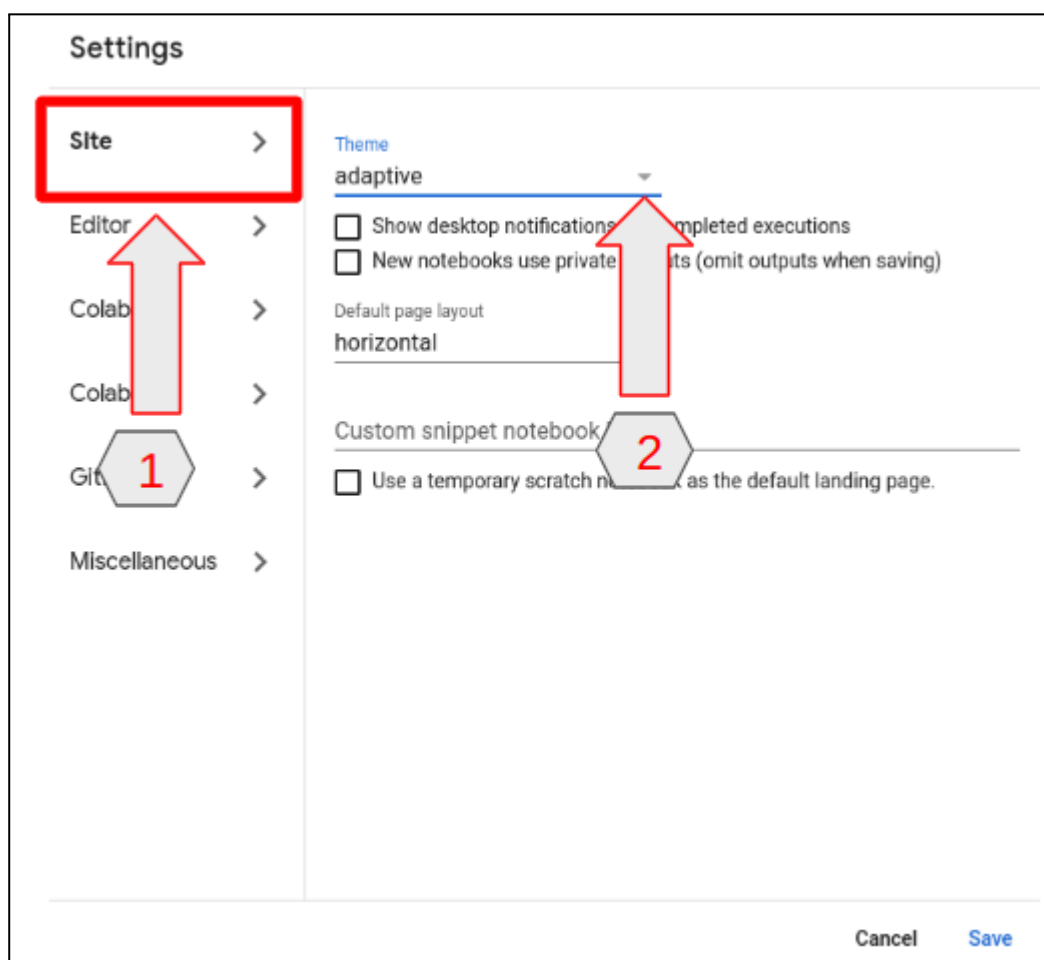 Settings
Site
Theme
adaptive
Editor
Show desktop notifications mpleted executions
New notebooks use private ts (omit outputs when saving)
Colab
Default page layout
horizontal
Colab
Custom snippet notebook
1
2
Git
Use a temporary scratch as the default landing page.
Miscellaneous
Cancel
Save